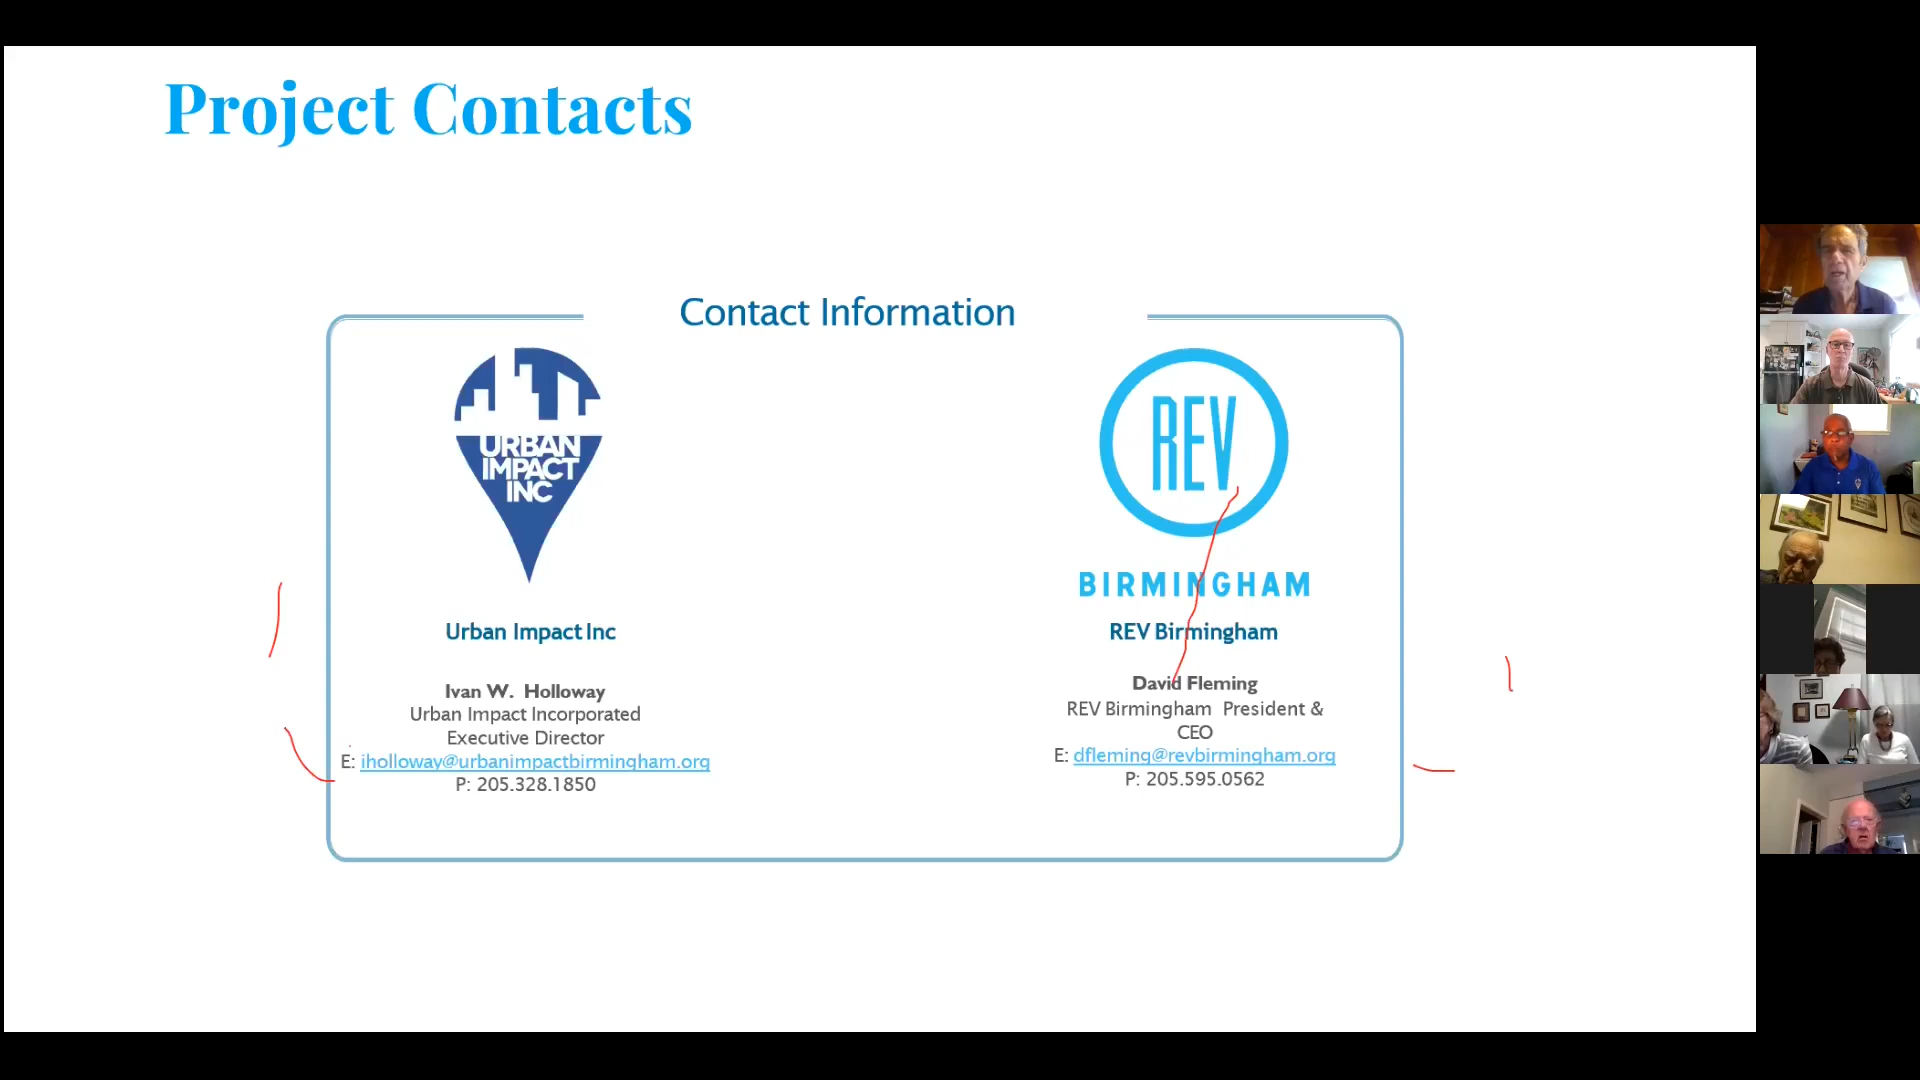 Project Contacts
Contact Information
URBAN
IMPACT
INC
Urban Impact Inc
Ivan W. Holloway
Urban Impact Incorporated
Executive Director
E: iholloway@urbanimpactbirmingham.org
P: 205.328.1850
REV
BIRMINGHAM
REV Birmingham
David Fleming
REV Birmingham President &
CEO
E: dfleming@revbirmingham.org
P: 205.595.0562